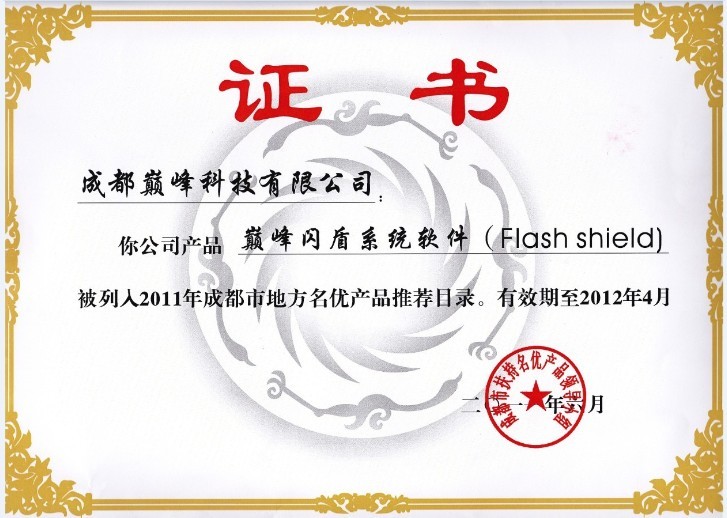 证书
成都巅峰科技有限公司：
你公司产品 巅峰闪盾系统软件（Flash shield)
被列入2011年成都市地方名优产品推荐目录。有效期至2012年4月
成都市扶持名优产品领导小组
二〇一一年六月